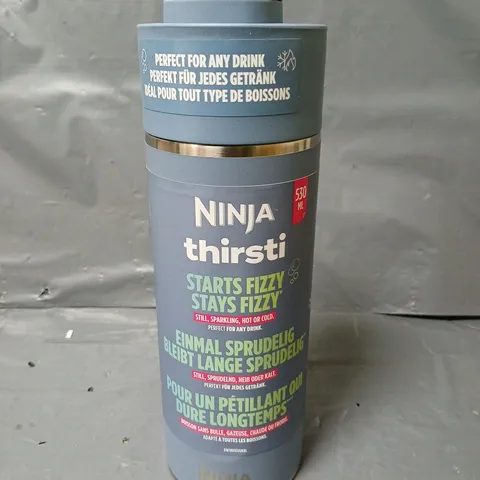 PERFECT FOR ANY DRINK
PERFEKT FÜR JEDES GETRÄNK
IDÉAL POUR TOUT TYPE DE BOISSONS
NINJA
530
ML
thirsti
STARTS FIZZY
STAYS FIZZY*
STILL, SPARKLING, HOT OR COLD.
PERFECT FOR ANY DRINK.
EINMAL SPRUDELIG
BLEIBT LANGE SPRUDELIG*
STILL, SPRUDELND, HEIß ODER KALT.
PERFEKT FÜR JEDES GETRÄNK.
POUR UN PÉTILLANT QUI
DURE LONGTEMPS*
BOISSON SANS BULLE, GAZEUSE, CHAUDE OU FROIDE.
ADAPTÉ À TOUTES LES BOISSONS.